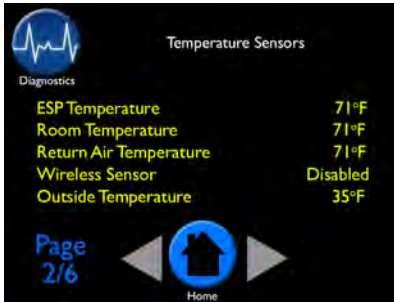 Temperature Sensors
Diagnostics
ESP Temperature 71°F
Room Temperature 71°F
Return Air Temperature 71°F
Wireless Sensor Disabled
Outside Temperature 35°F
Page
2/6
Home